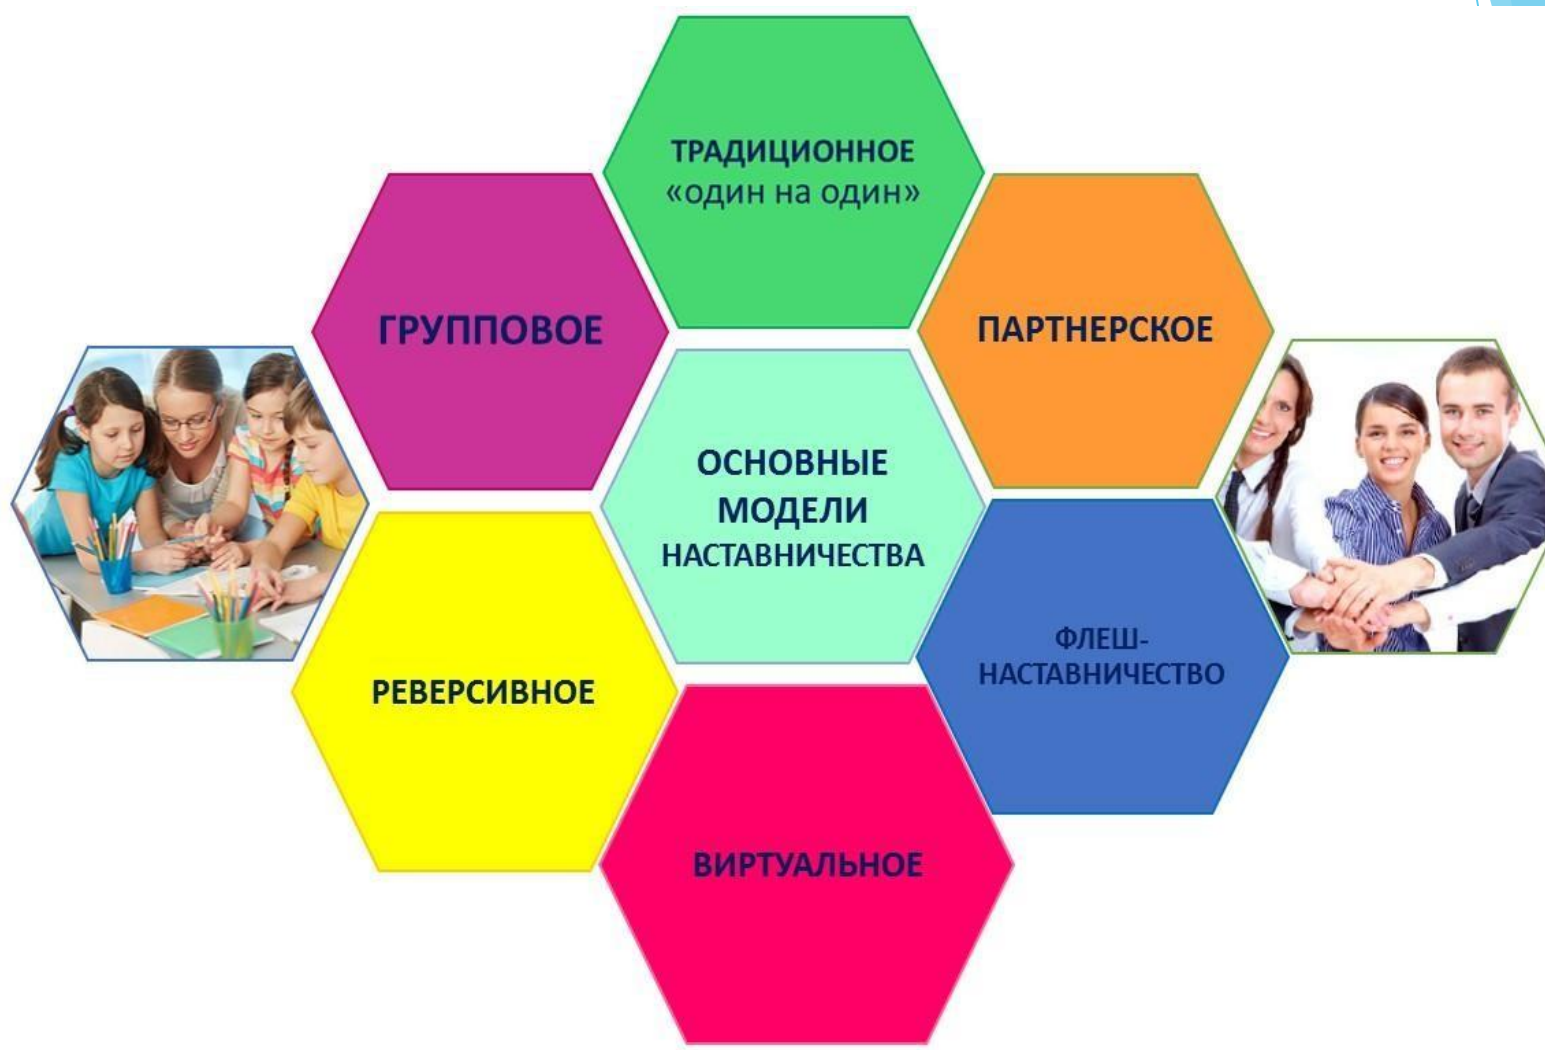 ТРАДИЦИОННОЕ
«один на один»
ГРУППОВОЕ
ПАРТНЕРСКОЕ
ОСНОВНЫЕ
МОДЕЛИ
НАСТАВНИЧЕСТВА
ФЛЕШ-
НАСТАВНИЧЕСТВО
РЕВЕРСИВНОЕ
ВИРТУАЛЬНОЕ